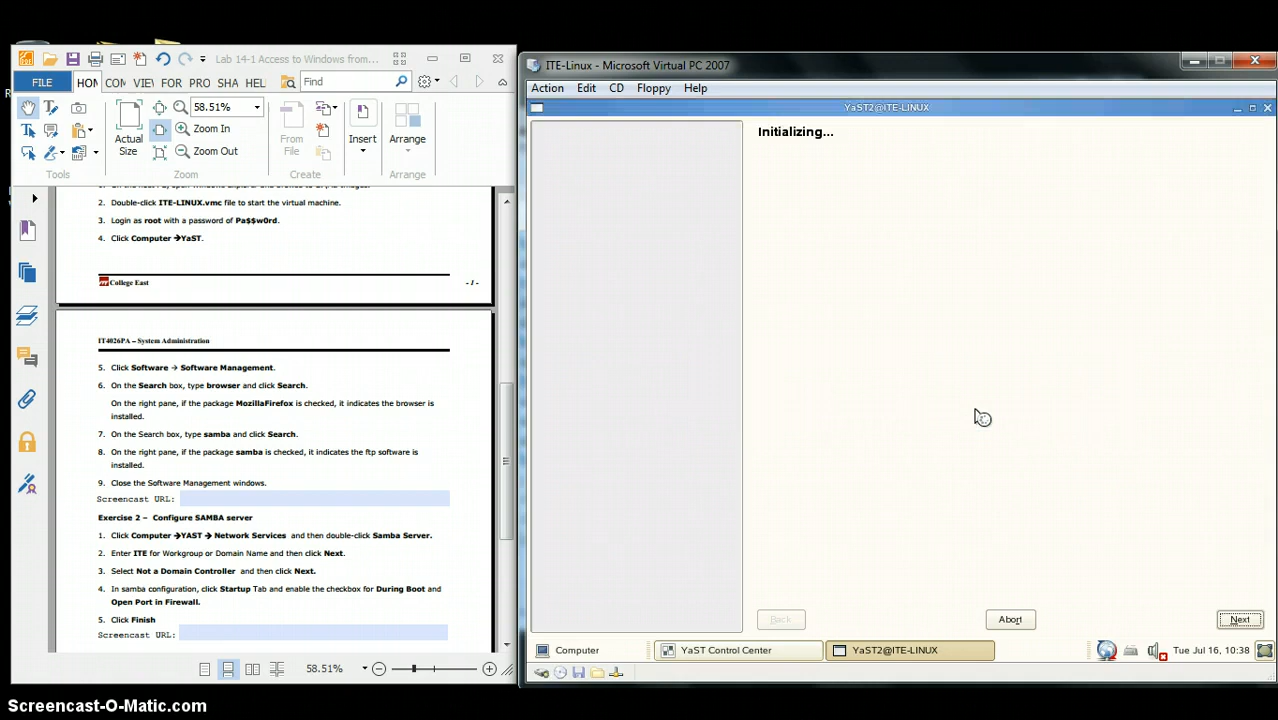 Lab 14-1 Access to Windows from...
FILE HON CON VIEV FOR PRO SHA HEL Find
58.51%
Actual Size
Zoom In
Zoom Out
From File
Insert
Arrange
Tools Zoom Create
2. Double-click ITE-LINUX.vmc file to start the virtual machine.
3. Login as root with a password of Pa$$w0rd.
4. Click Computer →YaST.
College East - 1 -
IT4026PA – System Administration
5. Click Software → Software Management.
6. On the Search box, type browser and click Search.
On the right pane, if the package MozillaFirefox is checked, it indicates the browser is
installed.
7. On the Search box, type samba and click Search.
8. On the right pane, if the package samba is checked, it indicates the ftp software is
installed.
9. Close the Software Management windows.
Screencast URL:
Exercise 2 – Configure SAMBA server
1. Click Computer →YAST → Network Services and then double-click Samba Server.
2. Enter ITE for Workgroup or Domain Name and then click Next.
3. Select Not a Domain Controller and then click Next.
4. In samba configuration, click Startup Tab and enable the checkbox for During Boot and
Open Port in Firewall.
5. Click Finish
Screencast URL:
58.51%
ITE-Linux - Microsoft Virtual PC 2007
Action Edit CD Floppy Help
YaST2@ITE-LINUX
Initializing...
Back Abort Next
Computer YaST Control Center YaST2@ITE-LINUX Tue Jul 16, 10:38
Screencast-O-Matic.com